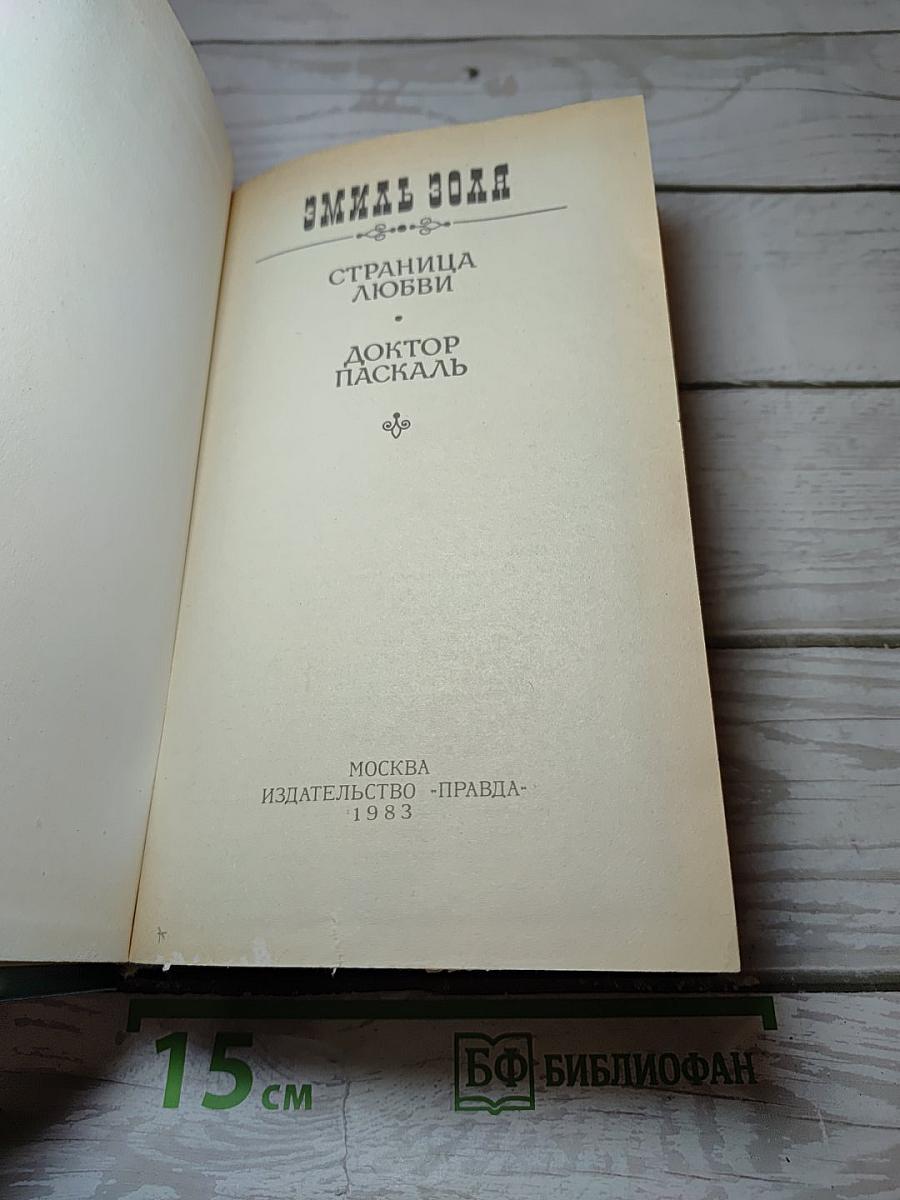 ЭМИЛЬ ЗОЛЯ
СТРАНИЦА
ЛЮБВИ
•
ДОКТОР
ПАСКАЛЬ
МОСКВА
ИЗДАТЕЛЬСТВО «ПРАВДА»
1983
15 см
БФ БИБЛИОФАН